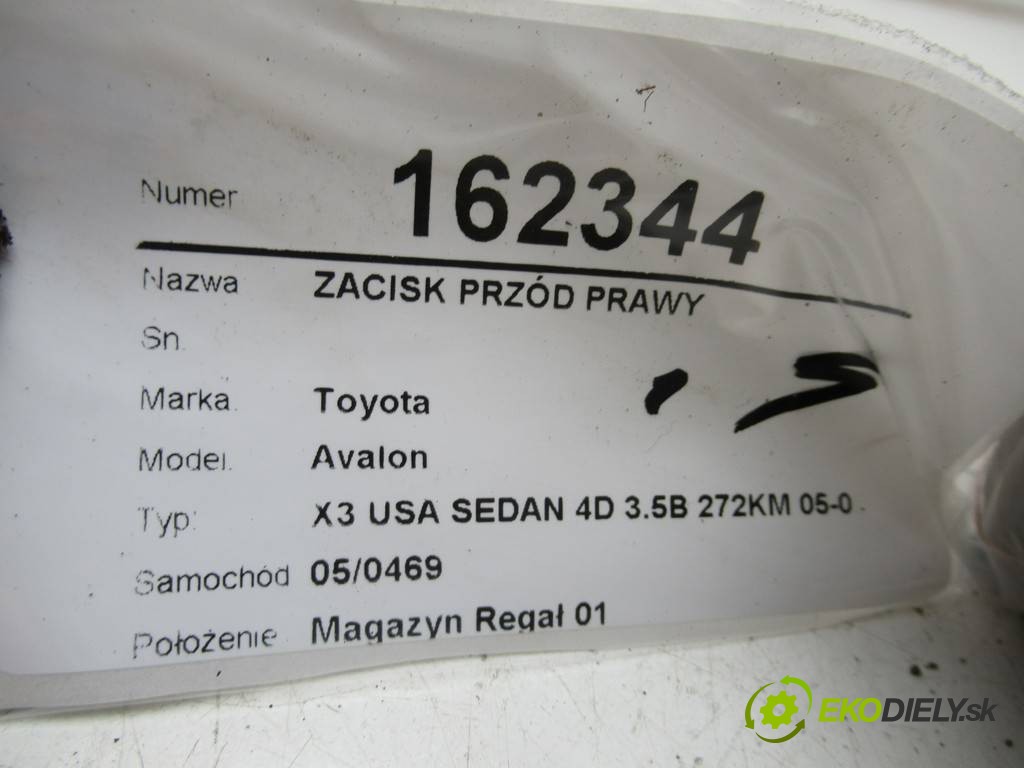 Numer 162344
Nazwa ZACISK PRZÓD PRAWY
Sn.
Marka. Toyota
Model. Avalon
Typ: X3 USA SEDAN 4D 3.5B 272KM 05-0
Samochód 05/0469
Położenie Magazyn Regał 01
EKODIELY.sk